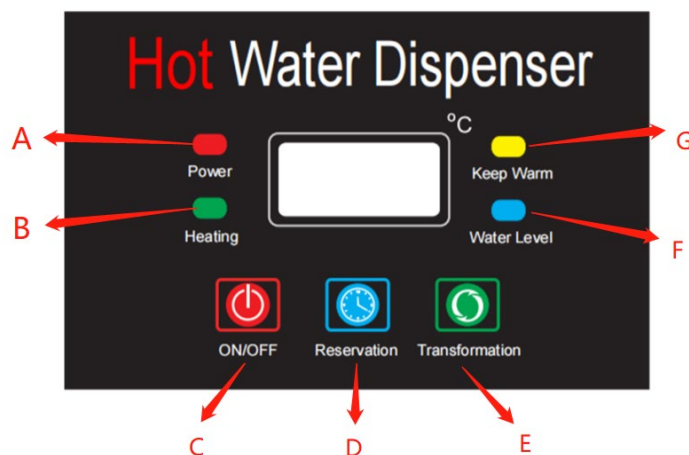 Hot Water Dispenser
°C
A
Power
Keep Warm
G
B
Heating
Water Level
F
ON/OFF
Reservation
Transformation
C
D
E